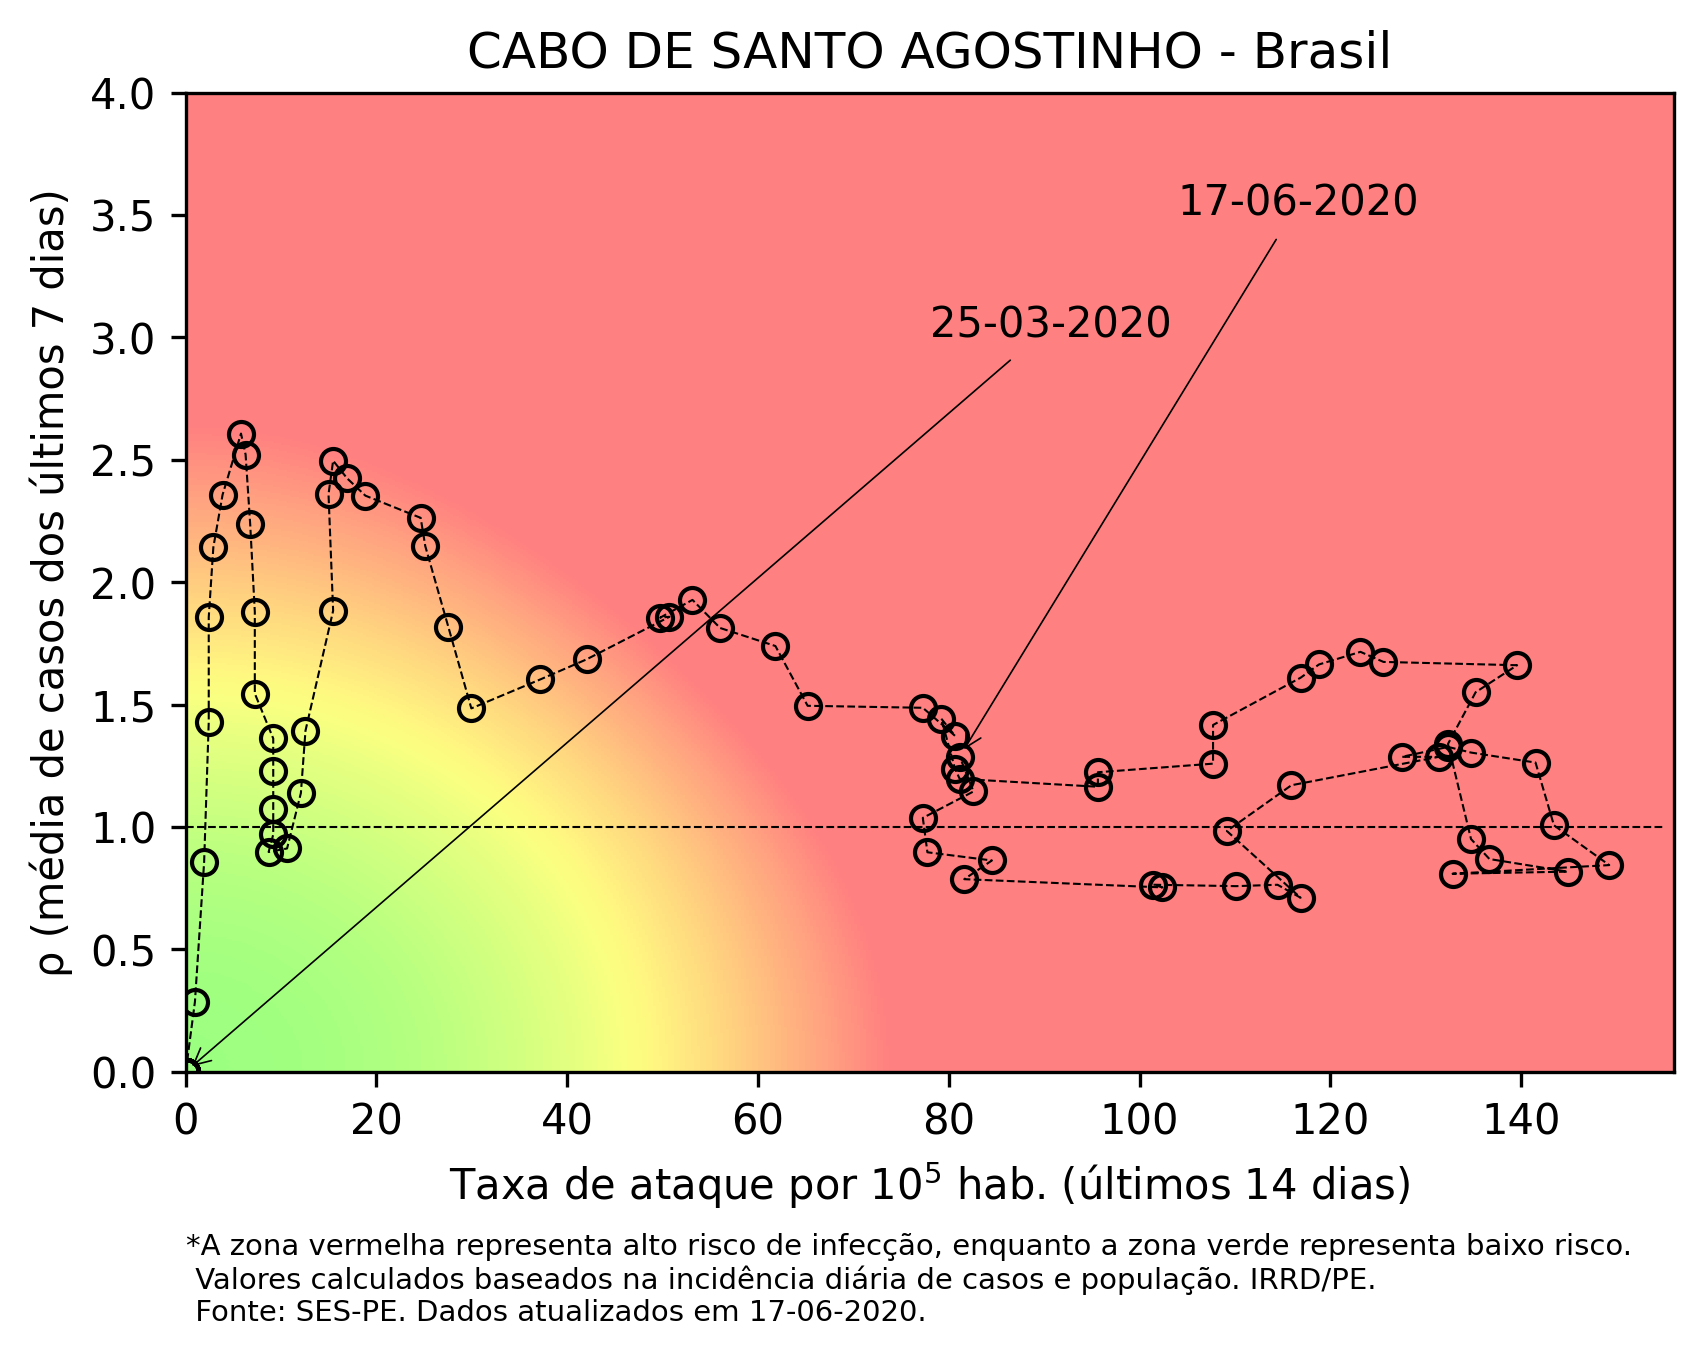 CABO DE SANTO AGOSTINHO - Brasil
4.0
3.5
3.0
2.5
2.0
1.5
1.0
0.5
0.0
ρ (média de casos dos últimos 7 dias)
17-06-2020
25-03-2020
0 20 40 60 80 100 120 140
Taxa de ataque por 10⁵ hab. (últimos 14 dias)
*A zona vermelha representa alto risco de infecção, enquanto a zona verde representa baixo risco.
Valores calculados baseados na incidência diária de casos e população. IRRD/PE.
Fonte: SES-PE. Dados atualizados em 17-06-2020.